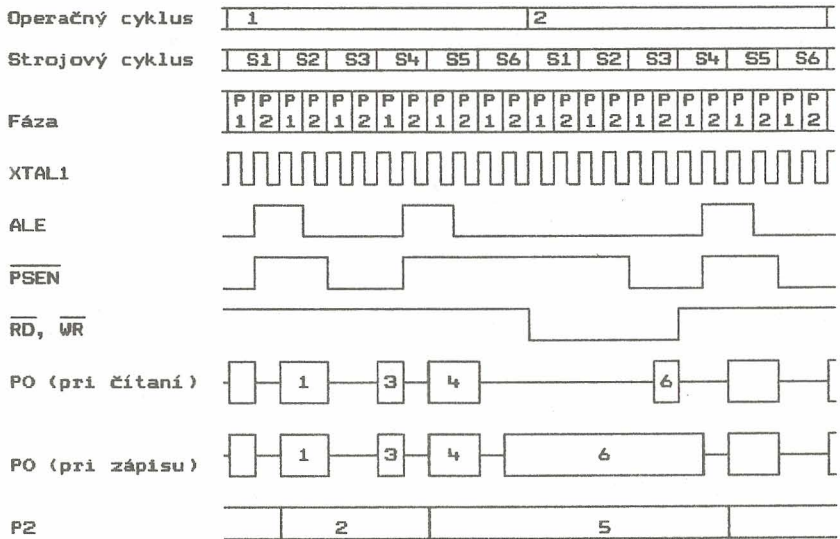 Operačný cyklus 1 2
Strojový cyklus S1 S2 S3 S4 S5 S6 S1 S2 S3 S4 S5 S6
P P P P P P P P P P P P P P P P P P P P P P P P
Fáza 1 2 1 2 1 2 1 2 1 2 1 2 1 2 1 2 1 2 1 2 1 2 1 2
XTAL1
ALE
PSEN
RD, WR
PO (pri čítaní) 1 3 4 6
PO (pri zápisu) 1 3 4 6
P2 2 5